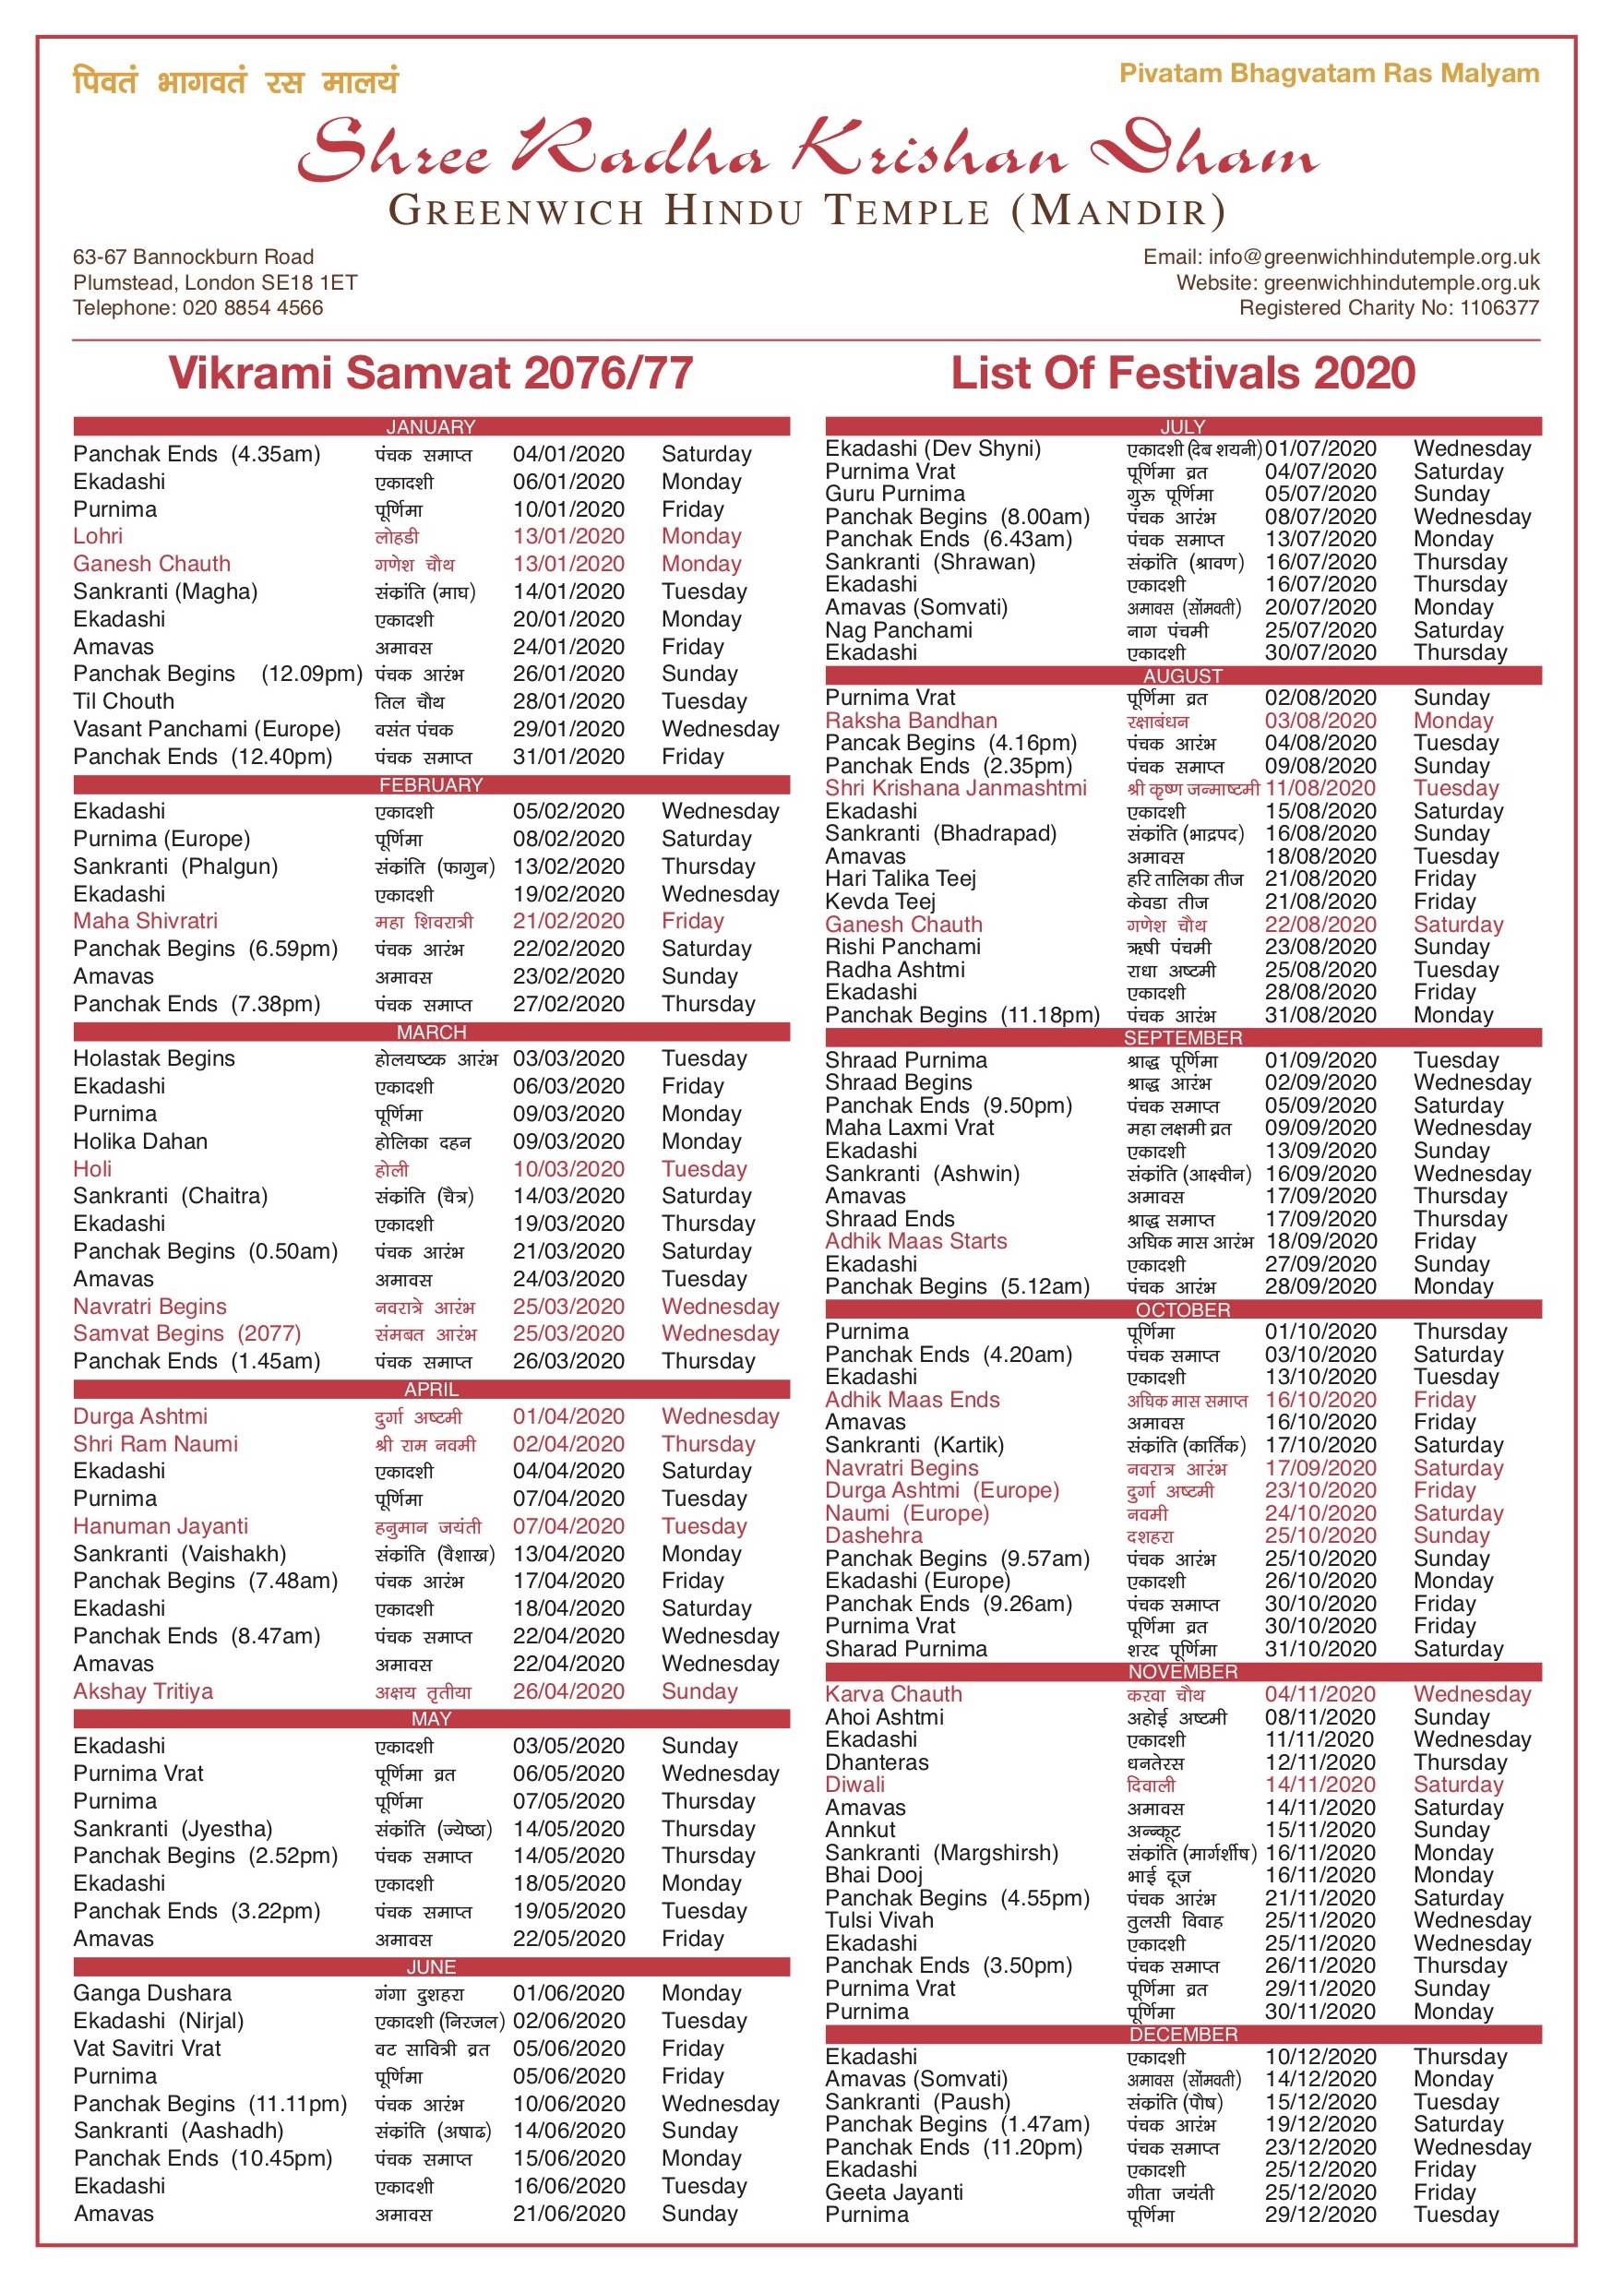 पिवतं भागवतं रस मालयं
Pivatam Bhagvatam Ras Malyam
Shree Radha Krishan Dham
GREENWICH HINDU TEMPLE (MANDIR)
63-67 Bannockburn Road
Plumstead, London SE18 1ET
Telephone: 020 8854 4566
Email: info@greenwichhindutemple.org.uk
Website: greenwichhindutemple.org.uk
Registered Charity No: 1106377
Vikrami Samvat 2076/77
JANUARY
Panchak Ends (4.35am) पंचक समाप्त 04/01/2020 Saturday
Ekadashi एकादशी 06/01/2020 Monday
Purnima पूर्णिमा 10/01/2020 Friday
Lohri लोहडी 13/01/2020 Monday
Ganesh Chauth गणेश चौथ 13/01/2020 Monday
Sankranti (Magha) संक्रांति (माघ) 14/01/2020 Tuesday
Ekadashi एकादशी 20/01/2020 Monday
Amavas अमावस 24/01/2020 Friday
Panchak Begins (12.09pm) पंचक आरंभ 26/01/2020 Sunday
Til Chouth तिल चौथ 28/01/2020 Tuesday
Vasant Panchami (Europe) वसंत पंचक 29/01/2020 Wednesday
Panchak Ends (12.40pm) पंचक समाप्त 31/01/2020 Friday
FEBRUARY
Ekadashi एकादशी 05/02/2020 Wednesday
Purnima (Europe) पूर्णिमा 08/02/2020 Saturday
Sankranti (Phalgun) संक्रांति (फागुन) 13/02/2020 Thursday
Ekadashi एकादशी 19/02/2020 Wednesday
Maha Shivratri महा शिवरात्री 21/02/2020 Friday
Panchak Begins (6.59pm) पंचक आरंभ 22/02/2020 Saturday
Amavas अमावस 23/02/2020 Sunday
Panchak Ends (7.38pm) पंचक समाप्त 27/02/2020 Thursday
MARCH
Holastak Begins होलयष्टक आरंभ 03/03/2020 Tuesday
Ekadashi एकादशी 06/03/2020 Friday
Purnima पूर्णिमा 09/03/2020 Monday
Holika Dahan होलिका दहन 09/03/2020 Monday
Holi होली 10/03/2020 Tuesday
Sankranti (Chaitra) संक्रांति (चैत्र) 14/03/2020 Saturday
Ekadashi एकादशी 19/03/2020 Thursday
Panchak Begins (0.50am) पंचक आरंभ 21/03/2020 Saturday
Amavas अमावस 24/03/2020 Tuesday
Navratri Begins नवरात्रे आरंभ 25/03/2020 Wednesday
Samvat Begins (2077) संमबत आरंभ 25/03/2020 Wednesday
Panchak Ends (1.45am) पंचक समाप्त 26/03/2020 Thursday
APRIL
Durga Ashtmi दुर्गा अष्टमी 01/04/2020 Wednesday
Shri Ram Naumi श्री राम नवमी 02/04/2020 Thursday
Ekadashi एकादशी 04/04/2020 Saturday
Purnima पूर्णिमा 07/04/2020 Tuesday
Hanuman Jayanti हनुमान जयंती 07/04/2020 Tuesday
Sankranti (Vaishakh) संक्रांति (वैशाख) 13/04/2020 Monday
Panchak Begins (7.48am) पंचक आरंभ 17/04/2020 Friday
Ekadashi एकादशी 18/04/2020 Saturday
Panchak Ends (8.47am) पंचक समाप्त 22/04/2020 Wednesday
Amavas अमावस 22/04/2020 Wednesday
Akshay Tritiya अक्षय तृतीया 26/04/2020 Sunday
MAY
Ekadashi एकादशी 03/05/2020 Sunday
Purnima Vrat पूर्णिमा व्रत 06/05/2020 Wednesday
Purnima पूर्णिमा 07/05/2020 Thursday
Sankranti (Jyestha) संक्रांति (ज्येष्ठा) 14/05/2020 Thursday
Panchak Begins (2.52pm) पंचक समाप्त 14/05/2020 Thursday
Ekadashi एकादशी 18/05/2020 Monday
Panchak Ends (3.22pm) पंचक समाप्त 19/05/2020 Tuesday
Amavas अमावस 22/05/2020 Friday
JUNE
Ganga Dushara गंगा दुशहरा 01/06/2020 Monday
Ekadashi (Nirjal) एकादशी (निरजल) 02/06/2020 Tuesday
Vat Savitri Vrat वट सावित्री व्रत 05/06/2020 Friday
Purnima पूर्णिमा 05/06/2020 Friday
Panchak Begins (11.11pm) पंचक आरंभ 10/06/2020 Wednesday
Sankranti (Aashadh) संक्रांति (अषाढ) 14/06/2020 Sunday
Panchak Ends (10.45pm) पंचक समाप्त 15/06/2020 Monday
Ekadashi एकादशी 16/06/2020 Tuesday
Amavas अमावस 21/06/2020 Sunday
List Of Festivals 2020
JULY
Ekadashi (Dev Shyni) एकादशी (देब शयनी) 01/07/2020 Wednesday
Purnima Vrat पूर्णिमा व्रत 04/07/2020 Saturday
Guru Purnima गुरू पूर्णिमा 05/07/2020 Sunday
Panchak Begins (8.00am) पंचक आरंभ 08/07/2020 Wednesday
Panchak Ends (6.43am) पंचक समाप्त 13/07/2020 Monday
Sankranti (Shrawan) संक्रांति (श्रावण) 16/07/2020 Thursday
Ekadashi एकादशी 16/07/2020 Thursday
Amavas (Somvati) अमावस (सोंमवती) 20/07/2020 Monday
Nag Panchami नाग पंचमी 25/07/2020 Saturday
Ekadashi एकादशी 30/07/2020 Thursday
AUGUST
Purnima Vrat पूर्णिमा व्रत 02/08/2020 Sunday
Raksha Bandhan रक्षाबंधन 03/08/2020 Monday
Pancak Begins (4.16pm) पंचक आरंभ 04/08/2020 Tuesday
Panchak Ends (2.35pm) पंचक समाप्त 09/08/2020 Sunday
Shri Krishana Janmashtmi श्री कृष्ण जन्माष्टमी 11/08/2020 Tuesday
Ekadashi एकादशी 15/08/2020 Saturday
Sankranti (Bhadrapad) संक्रांति (भाद्रपद) 16/08/2020 Sunday
Amavas अमावस 18/08/2020 Tuesday
Hari Talika Teej हरि तालिका तीज 21/08/2020 Friday
Kevda Teej केवडा तीज 21/08/2020 Friday
Ganesh Chauth गणेश चौथ 22/08/2020 Saturday
Rishi Panchami ऋषी पंचमी 23/08/2020 Sunday
Radha Ashtmi राधा अष्टमी 25/08/2020 Tuesday
Ekadashi एकादशी 28/08/2020 Friday
Panchak Begins (11.18pm) पंचक आरंभ 31/08/2020 Monday
SEPTEMBER
Shraad Purnima श्राद्ध पूर्णिमा 01/09/2020 Tuesday
Shraad Begins श्राद्ध आरंभ 02/09/2020 Wednesday
Panchak Ends (9.50pm) पंचक समाप्त 05/09/2020 Saturday
Maha Laxmi Vrat महा लक्षमी व्रत 09/09/2020 Wednesday
Ekadashi एकादशी 13/09/2020 Sunday
Sankranti (Ashwin) संक्रांति (आक्ष्वीन) 16/09/2020 Wednesday
Amavas अमावस 17/09/2020 Thursday
Shraad Ends श्राद्ध समाप्त 17/09/2020 Thursday
Adhik Maas Starts अधिक मास आरंभ 18/09/2020 Friday
Ekadashi एकादशी 27/09/2020 Sunday
Panchak Begins (5.12am) पंचक आरंभ 28/09/2020 Monday
OCTOBER
Purnima पूर्णिमा 01/10/2020 Thursday
Panchak Ends (4.20am) पंचक समाप्त 03/10/2020 Saturday
Ekadashi एकादशी 13/10/2020 Tuesday
Adhik Maas Ends अधिक मास समाप्त 16/10/2020 Friday
Amavas अमावस 16/10/2020 Friday
Sankranti (Kartik) संक्रांति (कार्तिक) 17/10/2020 Saturday
Navratri Begins नवरात्र आरंभ 17/09/2020 Saturday
Durga Ashtmi (Europe) दुर्गा अष्टमी 23/10/2020 Friday
Naumi (Europe) नवमी 24/10/2020 Saturday
Dashehra दशहरा 25/10/2020 Sunday
Panchak Begins (9.57am) पंचक आरंभ 25/10/2020 Sunday
Ekadashi (Europe) एकादशी 26/10/2020 Monday
Panchak Ends (9.26am) पंचक समाप्त 30/10/2020 Friday
Purnima Vrat पूर्णिमा व्रत 30/10/2020 Friday
Sharad Purnima शरद पूर्णिमा 31/10/2020 Saturday
NOVEMBER
Karva Chauth करवा चौथ 04/11/2020 Wednesday
Ahoi Ashtmi अहोई अष्टमी 08/11/2020 Sunday
Ekadashi एकादशी 11/11/2020 Wednesday
Dhanteras धनतेरस 12/11/2020 Thursday
Diwali दिवाली 14/11/2020 Saturday
Amavas अमावस 14/11/2020 Saturday
Annkut अन्न्कूट 15/11/2020 Sunday
Sankranti (Margshirsh) संक्रांति (मार्गर्शीष) 16/11/2020 Monday
Bhai Dooj भाई दूज 16/11/2020 Monday
Panchak Begins (4.55pm) पंचक आरंभ 21/11/2020 Saturday
Tulsi Vivah तुलसी विवाह 25/11/2020 Wednesday
Ekadashi एकादशी 25/11/2020 Wednesday
Panchak Ends (3.50pm) पंचक समाप्त 26/11/2020 Thursday
Purnima Vrat पूर्णिमा व्रत 29/11/2020 Sunday
Purnima पूर्णिमा 30/11/2020 Monday
DECEMBER
Ekadashi एकादशी 10/12/2020 Thursday
Amavas (Somvati) अमावस (सोंमवती) 14/12/2020 Monday
Sankranti (Paush) संक्रांति (पौष) 15/12/2020 Tuesday
Panchak Begins (1.47am) पंचक आरंभ 19/12/2020 Saturday
Panchak Ends (11.20pm) पंचक समाप्त 23/12/2020 Wednesday
Ekadashi एकादशी 25/12/2020 Friday
Geeta Jayanti गीता जयंती 25/12/2020 Friday
Purnima पूर्णिमा 29/12/2020 Tuesday